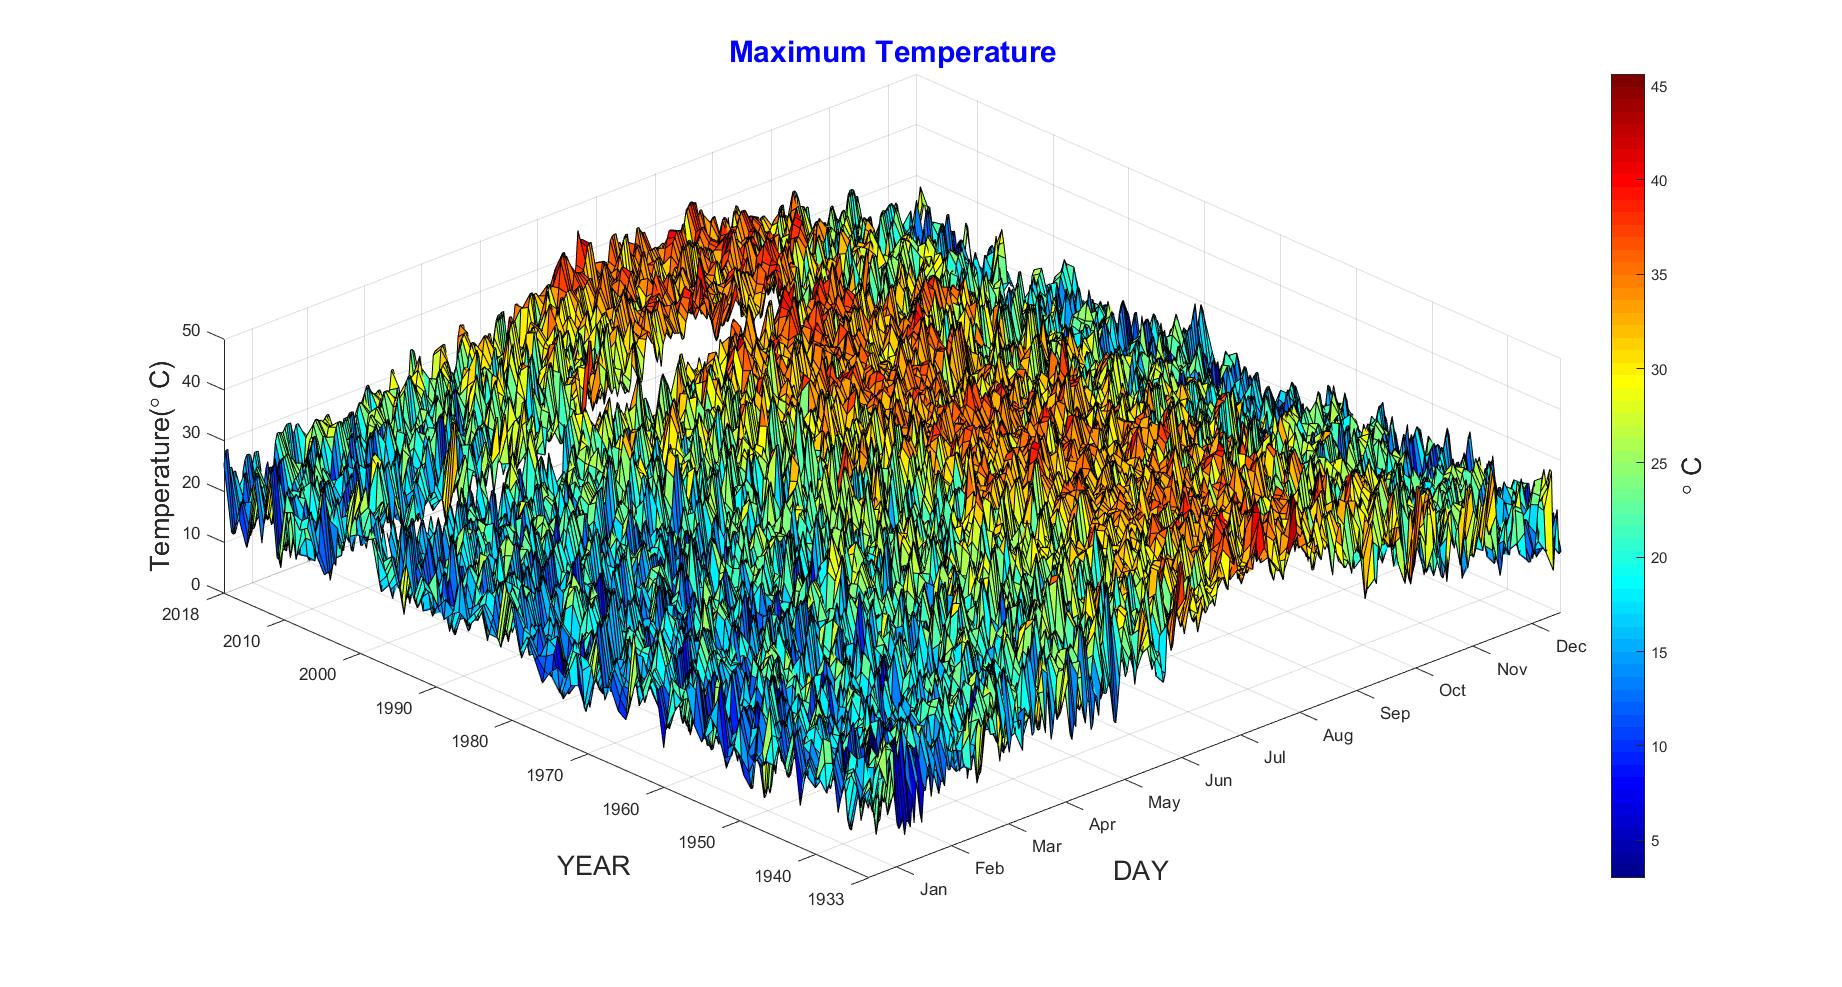 Maximum Temperature
50
40
30
20
10
0
Temperature(° C)
2018
2010
2000
1990
1980
1970
1960
1950
1940
1933
YEAR
Jan
Feb
Mar
Apr
May
Jun
Jul
Aug
Sep
Oct
Nov
Dec
DAY
45
40
35
30
25
20
15
10
5
° C